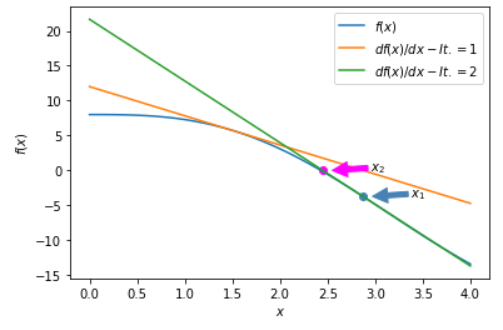 20
15
10
5
0
−5
−10
−15
f(x)
f(x)
df(x)/dx − It. = 1
df(x)/dx − It. = 2
x₂
x₁
0.0 0.5 1.0 1.5 2.0 2.5 3.0 3.5 4.0
x